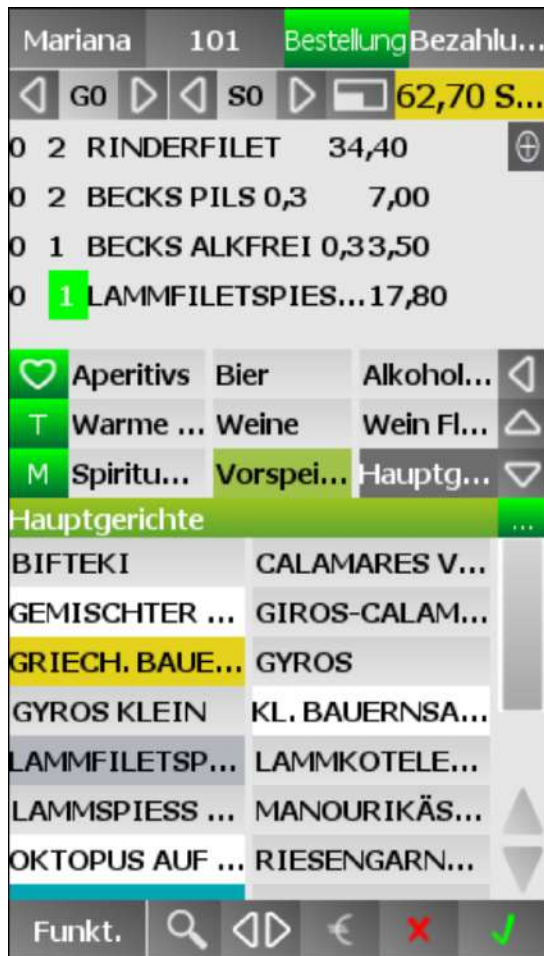 Mariana 101 Bestellung Bezahlu...
G0 S0 62,70 S...
0 2 RINDERFILET 34,40
0 2 BECKS PILS 0,3 7,00
0 1 BECKS ALKFREI 0,33,50
0 1 LAMMFILETSPIES...17,80
Aperitivs Bier Alkohol...
T Warme ... Weine Wein Fl...
M Spiritu... Vorspei... Hauptg...
Hauptgerichte ...
BIFTEKI CALAMARES V...
GEMISCHTER ... GIROS-CALAM...
GRIECH. BAUE... GYROS
GYROS KLEIN KL. BAUERNSA...
LAMMFILETSP... LAMMKOTELE...
LAMMSPIESS ... MANOURIKÄS...
OKTOPUS AUF ... RIESENGARN...
Funkt. €